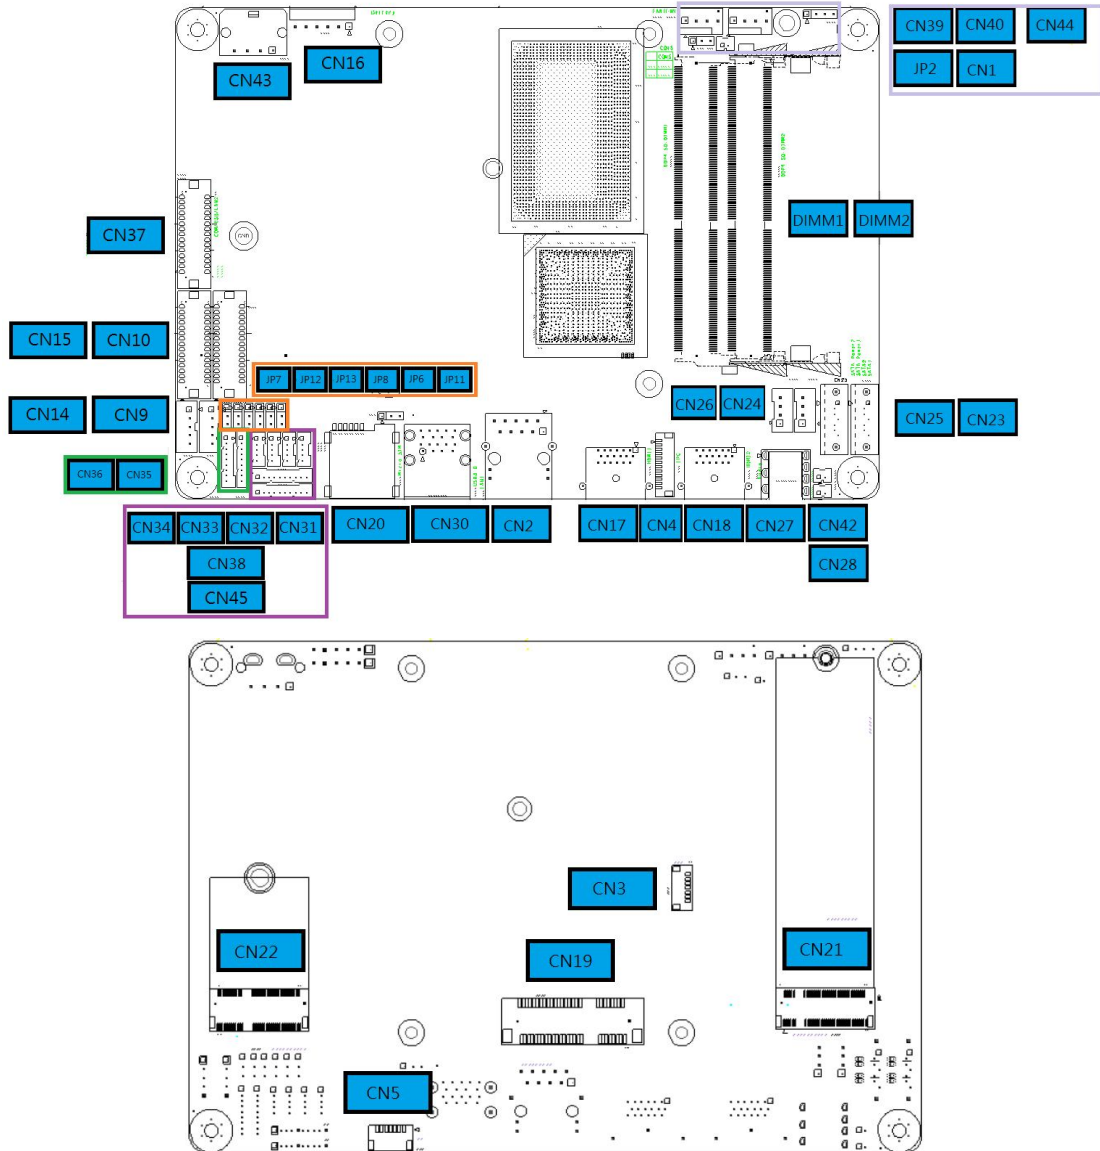 CN39 CN40 CN44
CN16
CN43
JP2 CN1
CN37
DIMM1 DIMM2
CN15 CN10
JP7 JP12 JP13 JP8 JP6 JP11
CN14 CN9
CN26 CN24
CN25 CN23
CN36 CN35
CN34 CN33 CN32 CN31
CN20 CN30 CN2
CN17 CN4 CN18 CN27 CN42
CN38
CN28
CN45
CN3
CN22
CN19
CN21
CN5